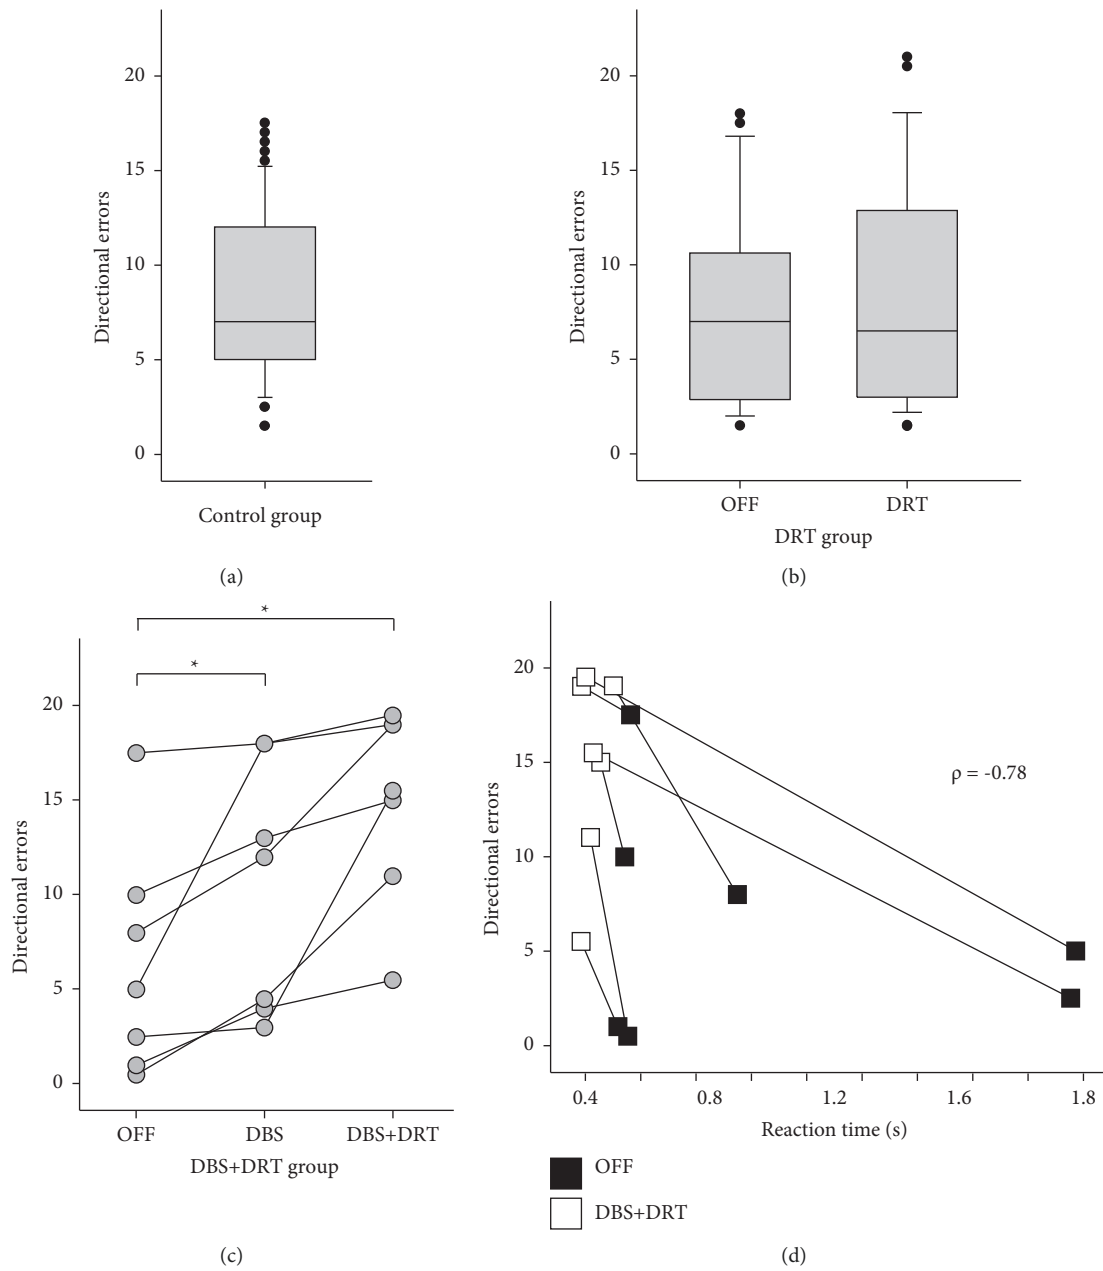 20
15
10
5
0
Directional errors
Control group
(a)
20
15
10
5
0
Directional errors
OFF DRT
DRT group
(b)
* 
*
20
15
10
5
0
Directional errors
OFF DBS DBS+DRT
DBS+DRT group
(c)
20
15
10
5
0
Directional errors
ρ = -0.78
0.4 0.8 1.2 1.6 1.8
Reaction time (s)
OFF
DBS+DRT
(d)